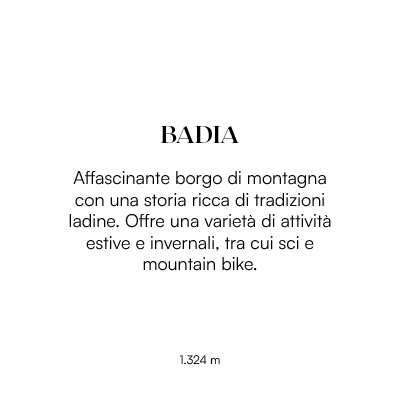 BADIA
Affascinante borgo di montagna
con una storia ricca di tradizioni
ladine. Offre una varietà di attività
estive e invernali, tra cui sci e
mountain bike.
1.324 m